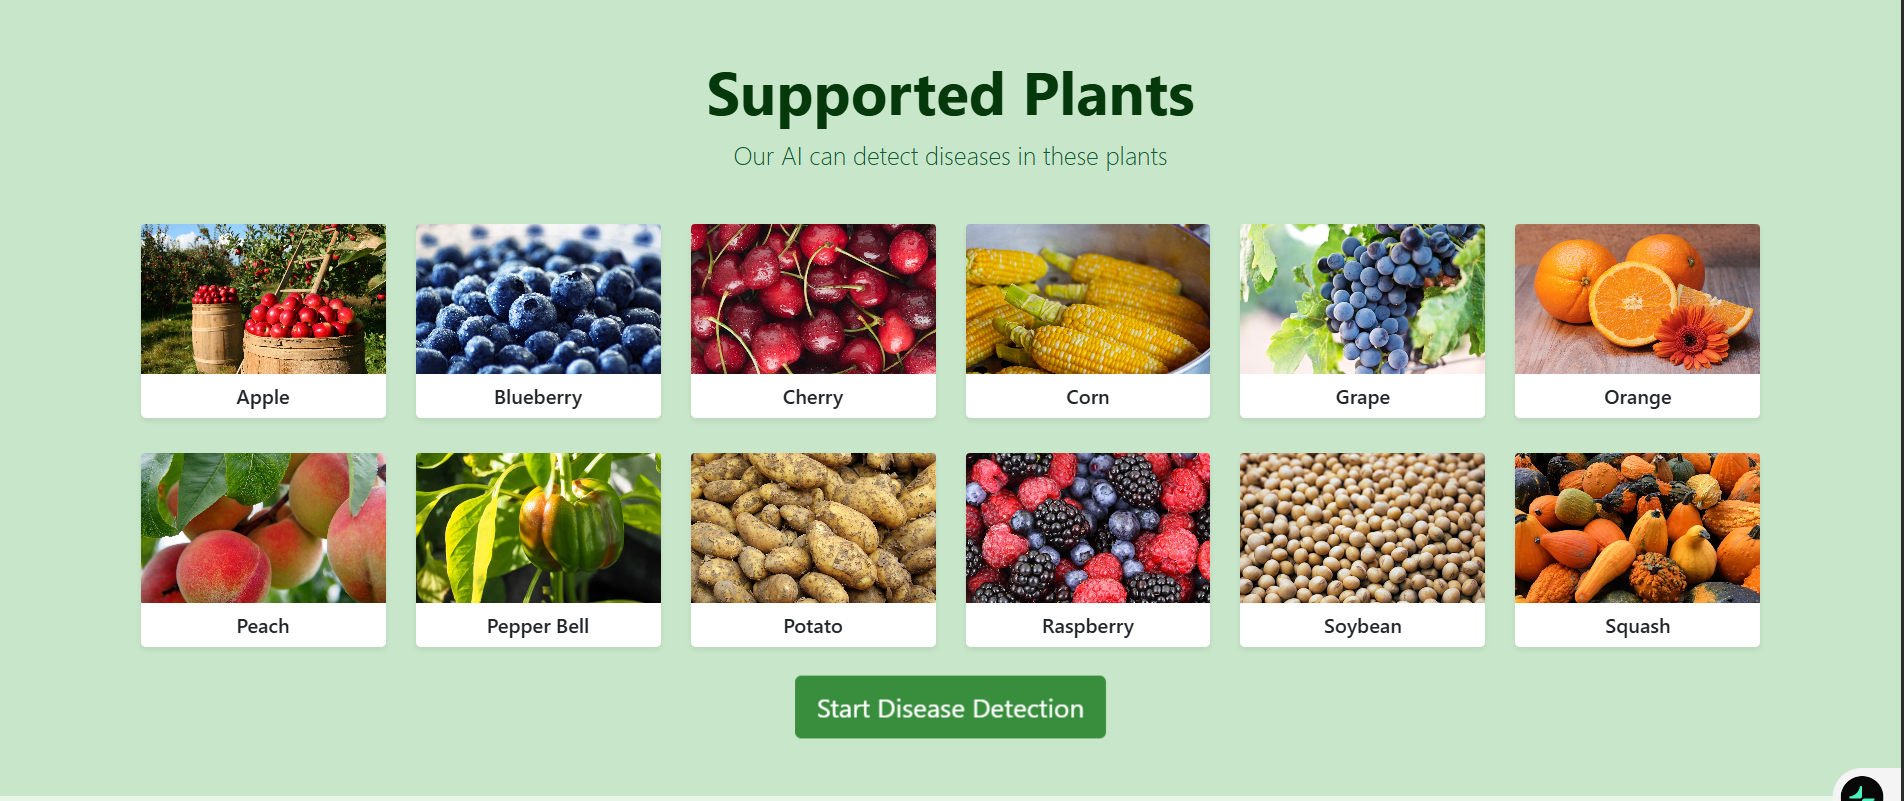 Supported Plants
Our AI can detect diseases in these plants
Apple
Blueberry
Cherry
Corn
Grape
Orange
Peach
Pepper Bell
Potato
Raspberry
Soybean
Squash
Start Disease Detection